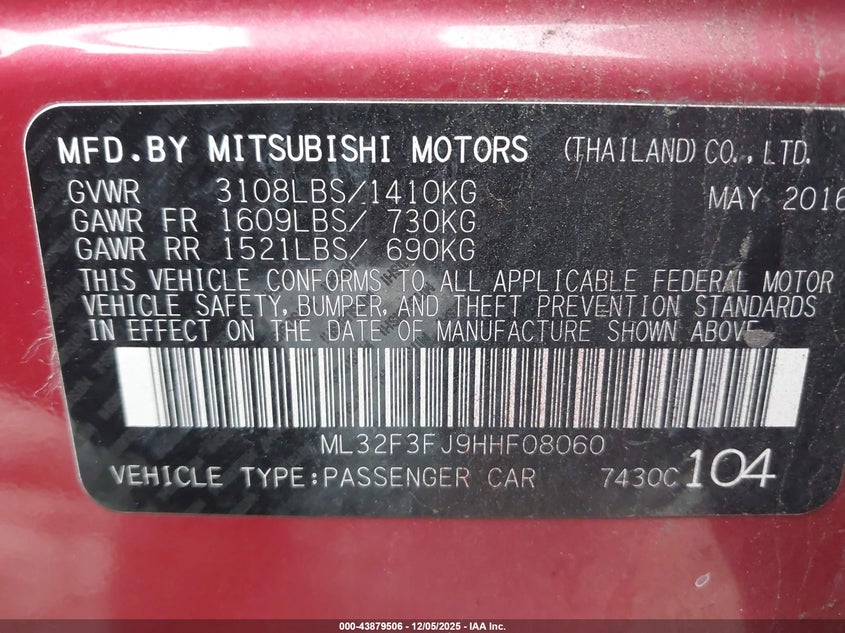 MFD.BY MITSUBISHI MOTORS (THAILAND) CO., LTD.
GVWR 3108LBS/1410KG MAY 2016
GAWR FR 1609LBS/ 730KG
GAWR RR 1521LBS/ 690KG
THIS VEHICLE CONFORMS TO ALL APPLICABLE FEDERAL MOTOR
VEHICLE SAFETY, BUMPER, AND THEFT PREVENTION STANDARDS
IN EFFECT ON THE DATE OF MANUFACTURE SHOWN ABOVE.
ML32F3FJ9HHF08060
VEHICLE TYPE:PASSENGER CAR 7430C 104
000-43879506 - 12/05/2025 - IAA Inc.